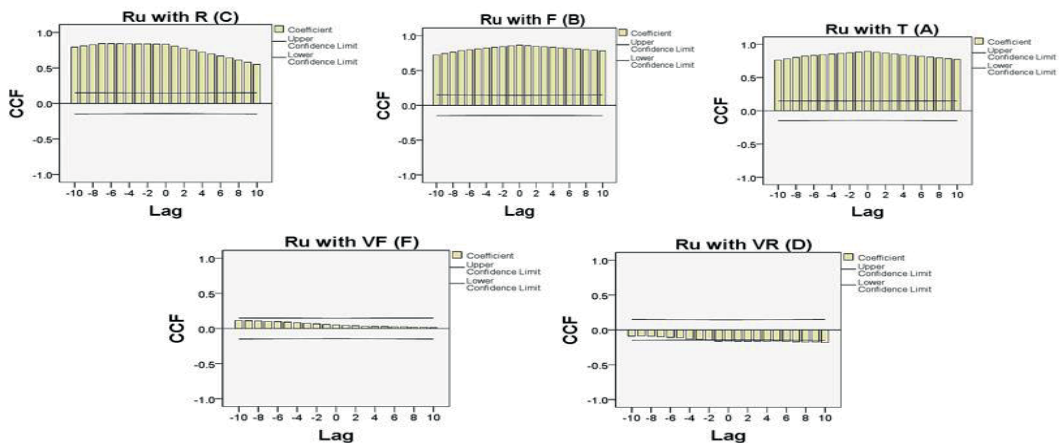 Ru with R (C)
1.0
0.5
0.0
-0.5
-1.0
CCF
-10 -8 -6 -4 -2 0 2 4 6 8 10
Lag
Coefficient
Upper
Confidence Limit
Lower
Confidence Limit
Ru with F (B)
1.0
0.5
0.0
-0.5
-1.0
CCF
-10 -8 -6 -4 -2 0 2 4 6 8 10
Lag
Coefficient
Upper
Confidence Limit
Lower
Confidence Limit
Ru with T (A)
1.0
0.5
0.0
-0.5
-1.0
CCF
-10 -8 -6 -4 -2 0 2 4 6 8 10
Lag
Coefficient
Upper
Confidence Limit
Lower
Confidence Limit
Ru with VF (F)
1.0
0.5
0.0
-0.5
-1.0
CCF
-10 -8 -6 -4 -2 0 2 4 6 8 10
Lag
Coefficient
Upper
Confidence Limit
Lower
Confidence Limit
Ru with VR (D)
1.0
0.5
0.0
-0.5
-1.0
CCF
-10 -8 -6 -4 -2 0 2 4 6 8 10
Lag
Coefficient
Upper
Confidence Limit
Lower
Confidence Limit